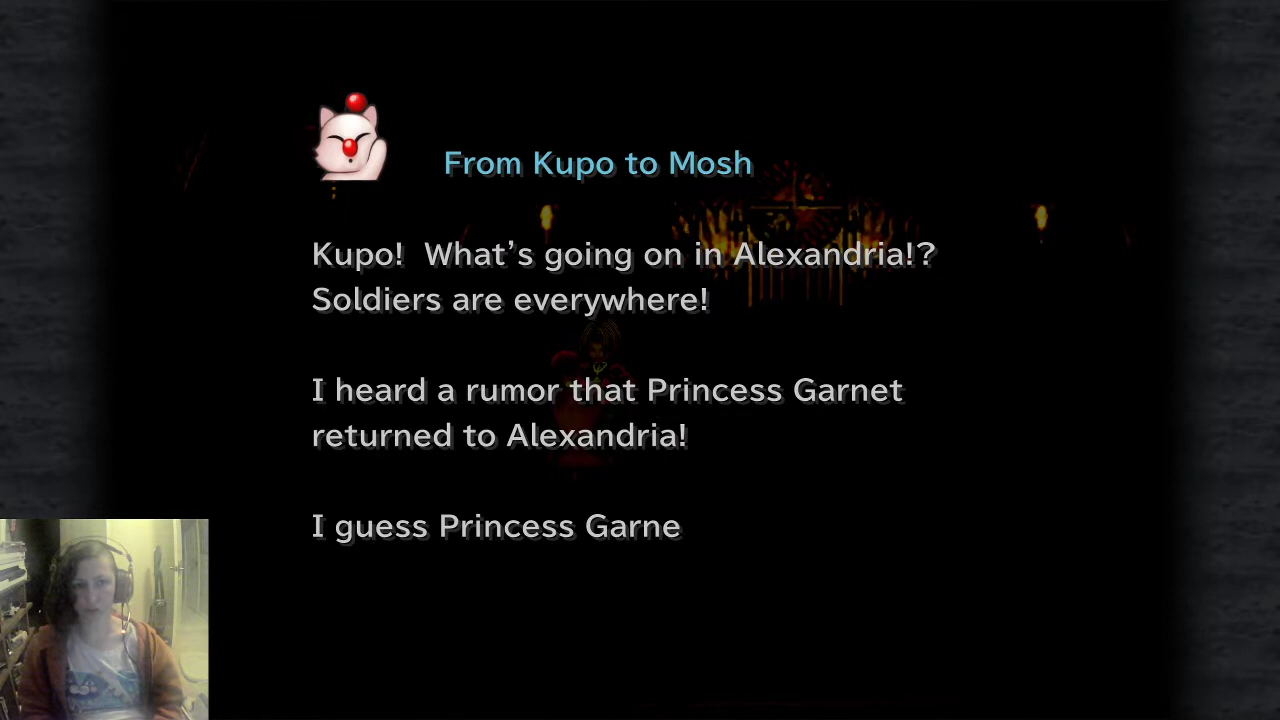 From Kupo to Mosh
Kupo!  What's going on in Alexandria!?
Soldiers are everywhere!
I heard a rumor that Princess Garnet
returned to Alexandria!
I guess Princess Garne